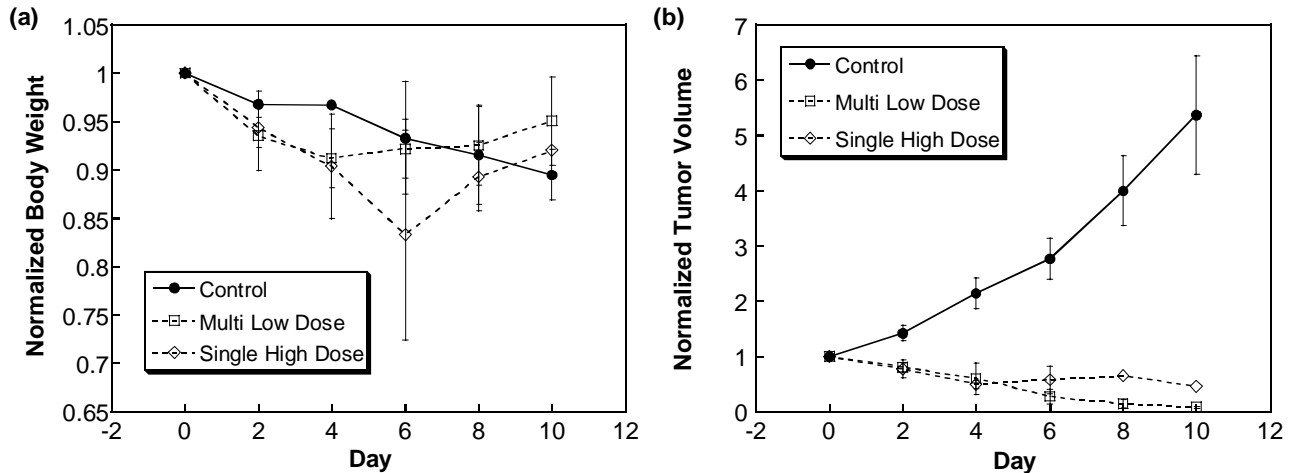 (a)
Normalized Body Weight
1.05
1
0.95
0.9
0.85
0.8
0.75
0.7
0.65
Control
Multi Low Dose
Single High Dose
-2 0 2 4 6 8 10 12
Day
(b)
Normalized Tumor Volume
7
6
5
4
3
2
1
0
Control
Multi Low Dose
Single High Dose
-2 0 2 4 6 8 10 12
Day